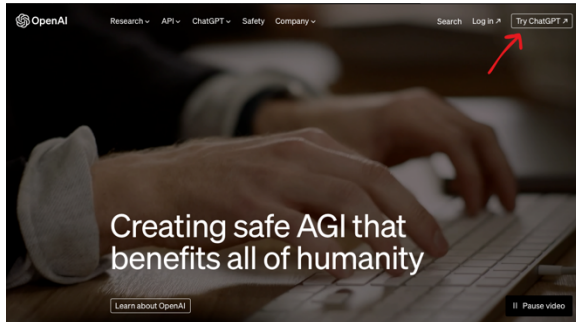 OpenAI
Research API ChatGPT Safety Company
Search Log in ↗ Try ChatGPT ↗
Creating safe AGI that
benefits all of humanity
Learn about OpenAI
Pause video